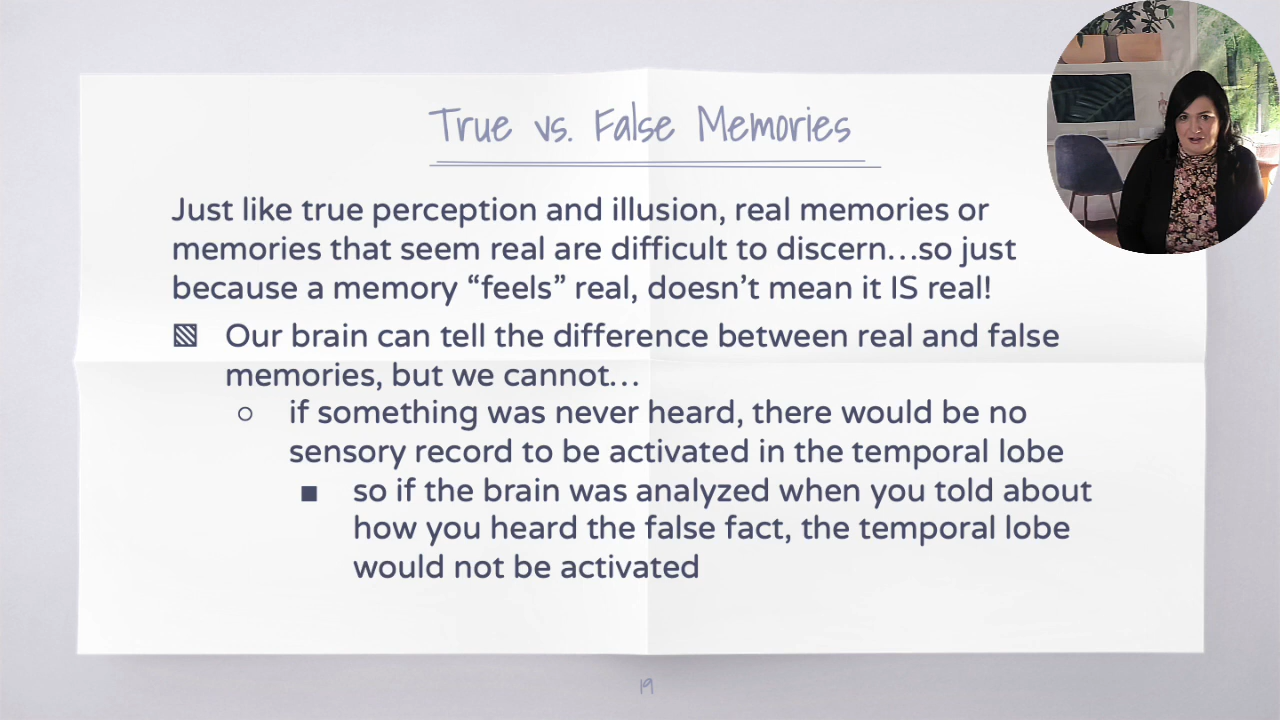 True vs. False Memories
Just like true perception and illusion, real memories or
memories that seem real are difficult to discern...so just
because a memory “feels” real, doesn’t mean it IS real!
Our brain can tell the difference between real and false
memories, but we cannot...
if something was never heard, there would be no
sensory record to be activated in the temporal lobe
so if the brain was analyzed when you told about
how you heard the false fact, the temporal lobe
would not be activated
19